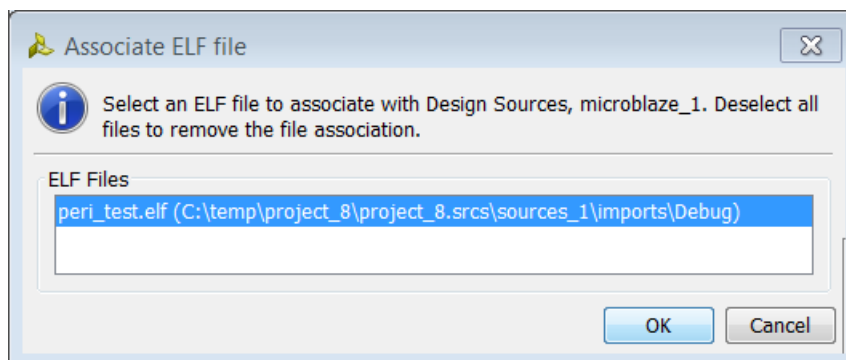 Associate ELF file
Select an ELF file to associate with Design Sources, microblaze_1. Deselect all
files to remove the file association.
ELF Files
peri_test.elf (C:\temp\project_8\project_8.srcs\sources_1\imports\Debug)
OK
Cancel